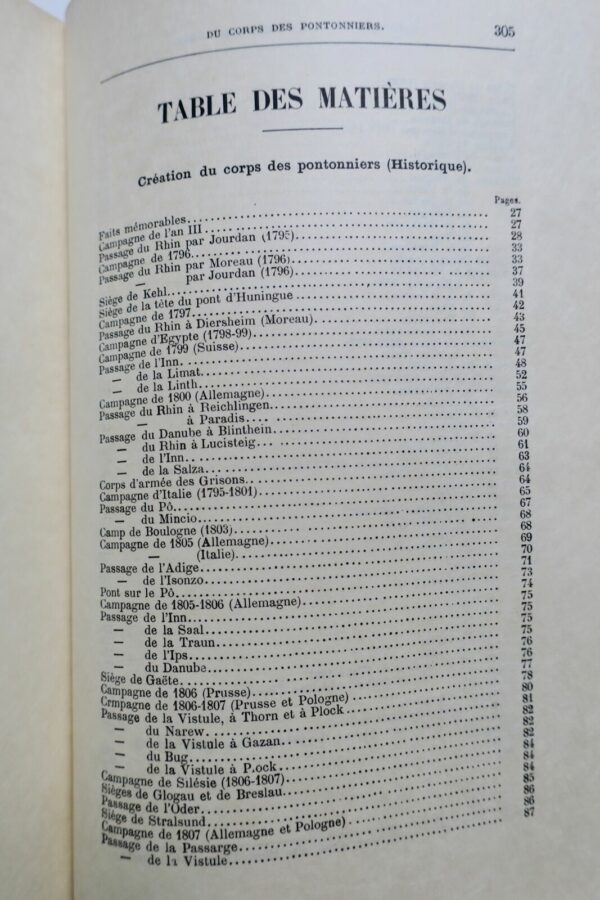 DU CORPS DES PONTONNIERS.
305
TABLE DES MATIÈRES
Création du corps des pontonniers (Historique).
Pages.
Faits mémorables
Campagne de l'an III
Passage du Rhin par Jourdan (1795)
Campagne de 1796
Passage du Rhin par Moreau (1796)
— par Jourdan (1796)
Siège de Kehl
Siège de la tête du pont d'Huningue
Campagne de 1797
Passage du Rhin à Diersheim (Moreau)
Campagne d'Egypte (1798-99)
Campagne de 1799 (Suisse)
Passage de l'Inn
— de la Limat
— de la Linth
Campagne de 1800 (Allemagne)
Passage du Rhin à Reichlingen
— à Paradis
Passage du Danube à Blintheim
— du Rhin à Lucisteig
— de l'Inn
— de la Salza
Corps d'armée des Grisons
Campagne d'Italie (1795-1801)
Passage du Pô
— du Mincio
Camp de Boulogne (1803)
Campagne de 1805 (Allemagne)
— (Italie)
Passage de l'Adige
— de l'Isonzo
Pont sur le Pô
Campagne de 1805-1806 (Allemagne)
Passage de l'Inn
— de la Saal
— de la Traun
— de l'Ips
— du Danube
Siège de Gaëte
Campagne de 1806 (Prusse)
Crmpagne de 1806-1807 (Prusse et Pologne)
Passage de la Vistule, à Thorn et à Plock
— du Narew
— de la Vistule à Gazan
— du Bug
— de la Vistule à P.ock
Campagne de Silésie (1806-1807)
Sièges de Glogau et de Breslau
Passage de l'Oder
Siège de Stralsund
Campagne de 1807 (Allemagne et Pologne)
Passage de la Passarge
— de la Vistule
27
27
28
33
33
37
39
41
42
43
45
47
47
48
52
55
56
58
59
60
61
63
64
64
65
67
68
68
69
70
71
73
74
75
75
75
76
76
77
78
80
81
82
82
82
84
84
84
85
86
86
87